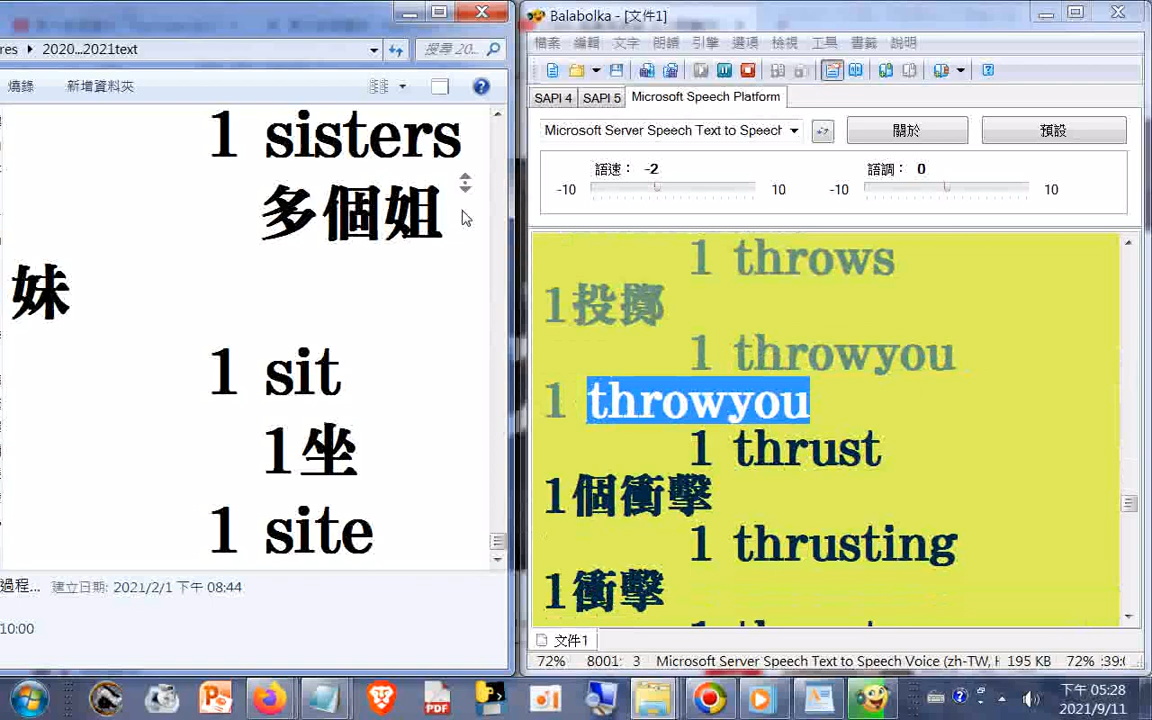 res ▸ 2020...2021text
搜尋 20...
燒錄 新增資料夾
1 sisters
多個姐
妹
1 sit
1坐
1 site
過程... 建立日期: 2021/2/1 下午 08:44
10:00
Balabolka - [文件1]
檔案 編輯 文字 朗讀 引擎 選項 檢視 工具 書籤 說明
SAPI 4 SAPI 5 Microsoft Speech Platform
Microsoft Server Speech Text to Speech 關於 預設
語速： -2 語調： 0
-10 10 -10 10
1 throws
1投擲
1 throwyou
1 throwyou
1 thrust
1個衝擊
1 thrusting
1衝擊
文件1
72% 8001: 3 Microsoft Server Speech Text to Speech Voice (zh-TW, H 195 KB 72%
下午 05:28
2021/9/11